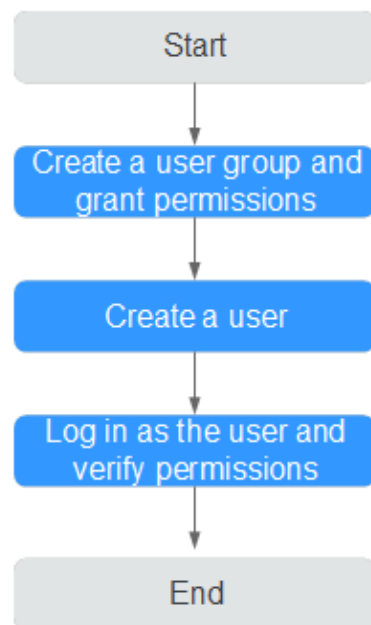 Start
Create a user group and
grant permissions
Create a user
Log in as the user and
verify permissions
End